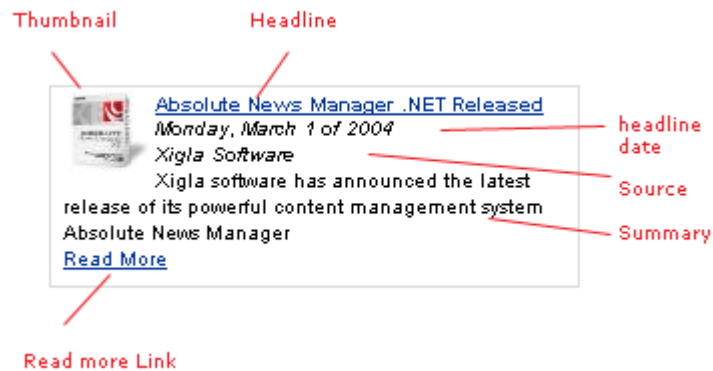 Thumbnail
Headline
Absolute News Manager .NET Released
Monday, March 1 of 2004
headline
date
Xigla Software
Source
Xigla software has announced the latest
release of its powerful content management system
Absolute News Manager
Summary
Read More
Read more Link